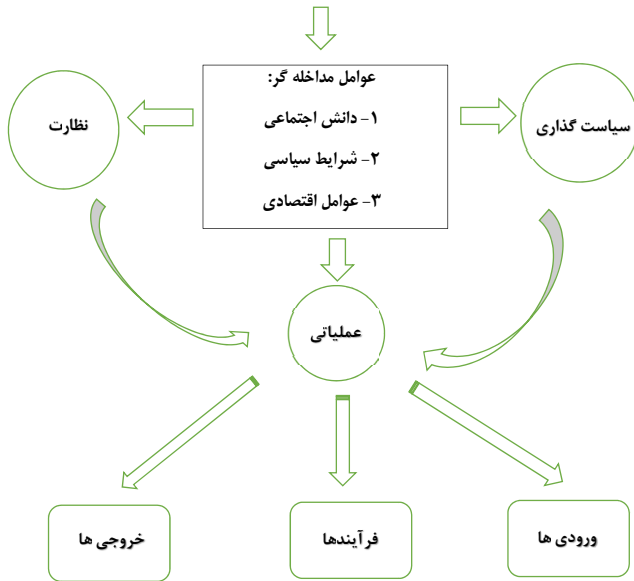 عوامل مداخله گر:
۱- دانش اجتماعی
۲- شرایط سیاسی
۳- عوامل اقتصادی
سیاست گذاری
نظارت
عملیاتی
ورودی ها
فرآیندها
خروجی ها